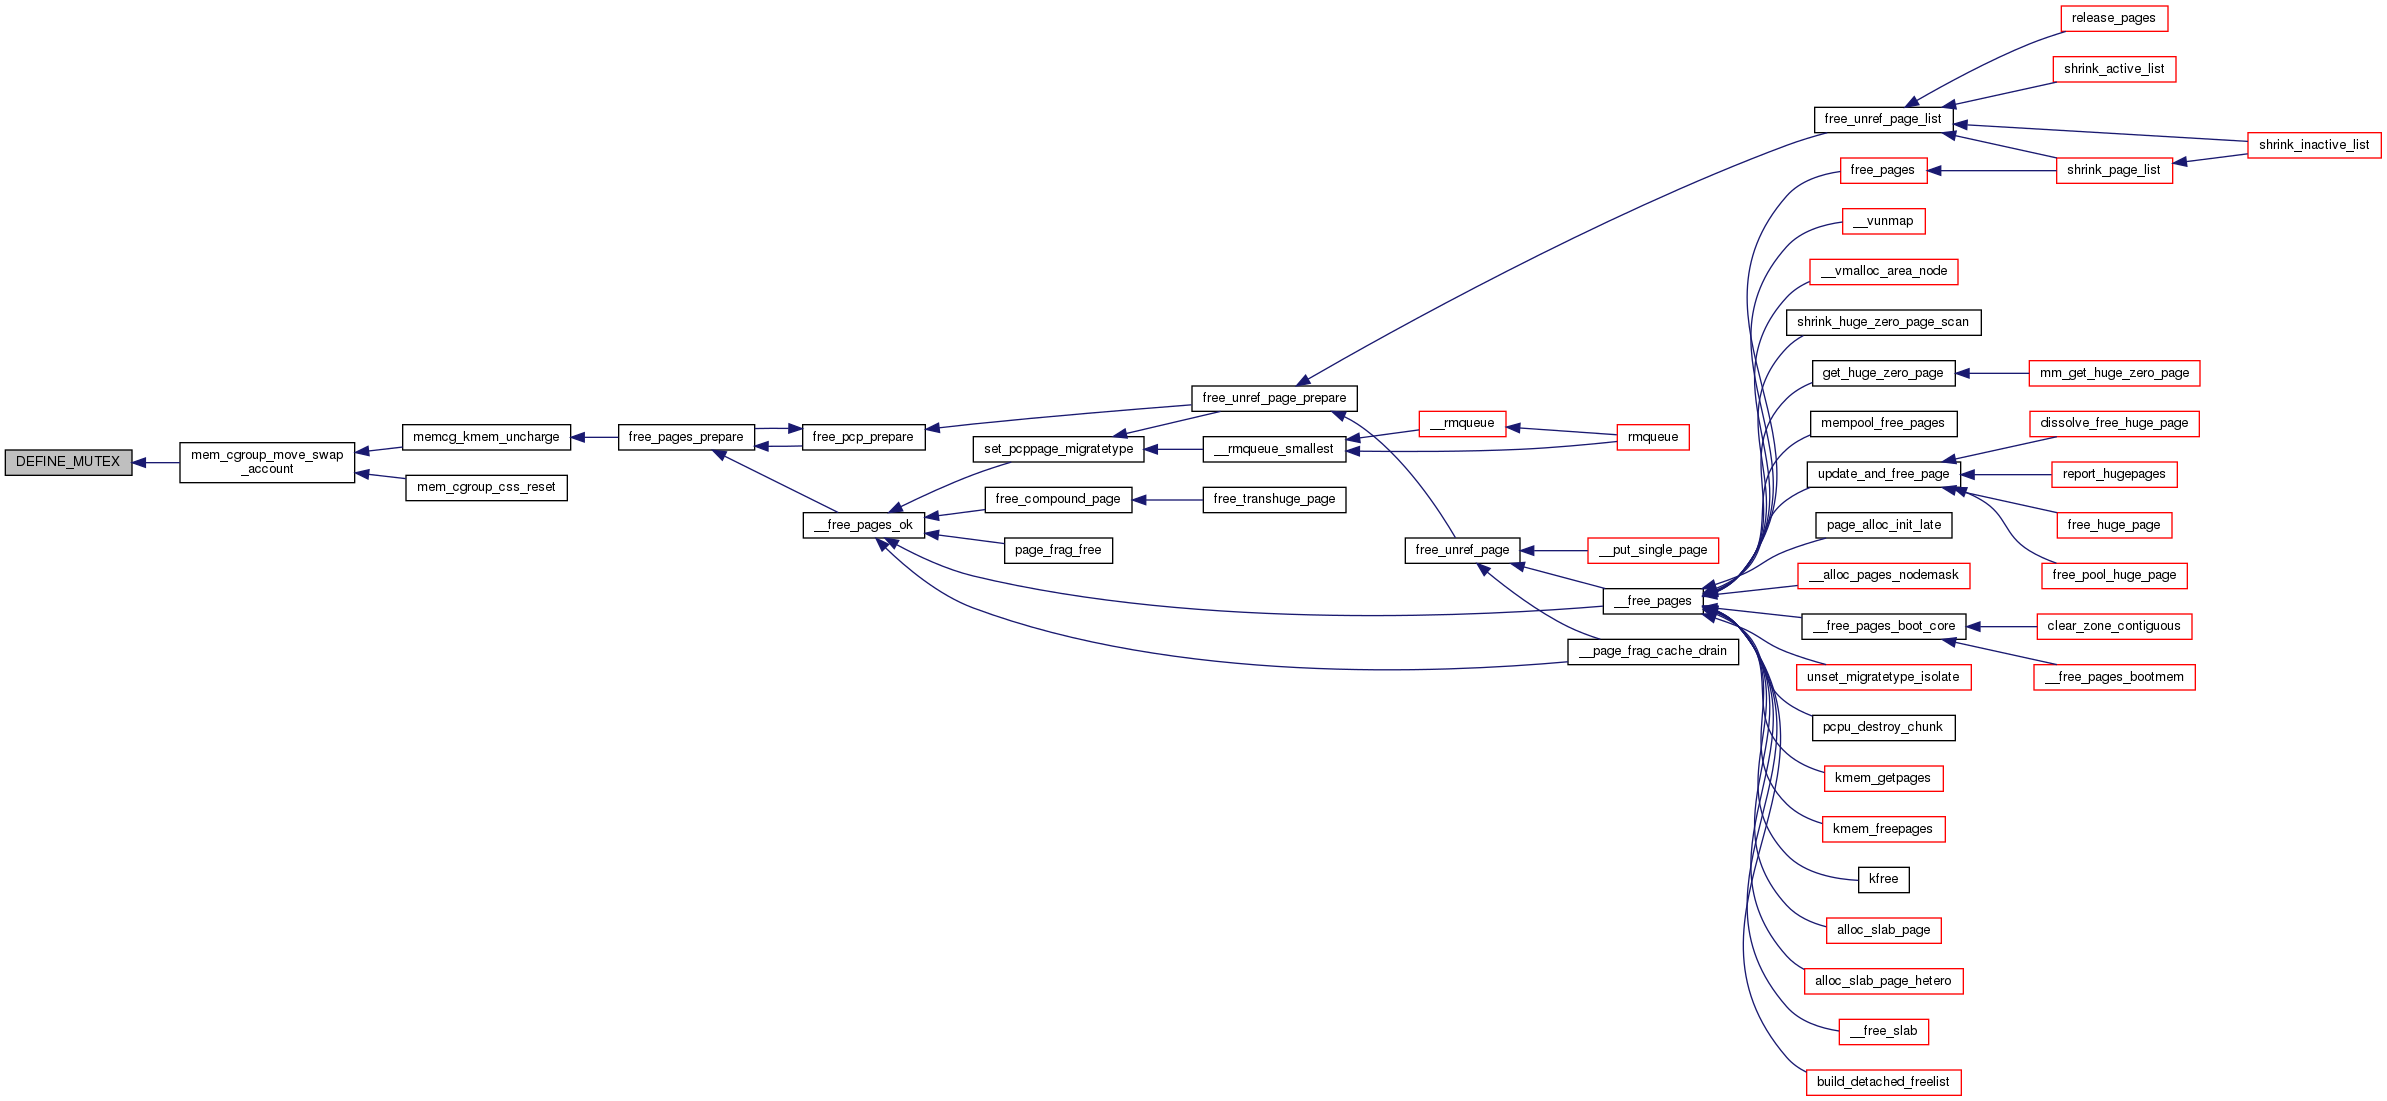 DEFINE_MUTEX
mem_cgroup_move_swap
_account
memcg_kmem_uncharge
mem_cgroup_css_reset
free_pages_prepare
free_pcp_prepare
__free_pages_ok
set_pcppage_migratetype
free_compound_page
page_frag_free
free_unref_page_prepare
__rmqueue_smallest
free_transhuge_page
__rmqueue
rmqueue
free_unref_page
__put_single_page
__free_pages
__page_frag_cache_drain
free_unref_page_list
release_pages
shrink_active_list
shrink_inactive_list
shrink_page_list
free_pages
__vunmap
__vmalloc_area_node
shrink_huge_zero_page_scan
get_huge_zero_page
mm_get_huge_zero_page
mempool_free_pages
update_and_free_page
dissolve_free_huge_page
report_hugepages
free_huge_page
free_pool_huge_page
page_alloc_init_late
__alloc_pages_nodemask
__free_pages_boot_core
clear_zone_contiguous
__free_pages_bootmem
unset_migratetype_isolate
pcpu_destroy_chunk
kmem_getpages
kmem_freepages
kfree
alloc_slab_page
alloc_slab_page_hetero
__free_slab
build_detached_freelist